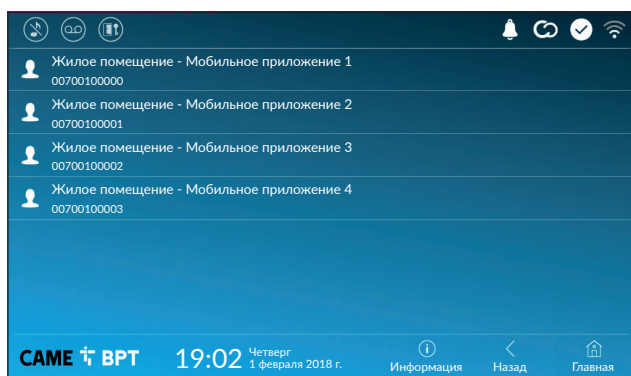 Жилое помещение - Мобильное приложение 1
00700100000
Жилое помещение - Мобильное приложение 2
00700100001
Жилое помещение - Мобильное приложение 3
00700100002
Жилое помещение - Мобильное приложение 4
00700100003
CAME BPT 19:02 Четверг
1 февраля 2018 г.
Информация Назад Главная